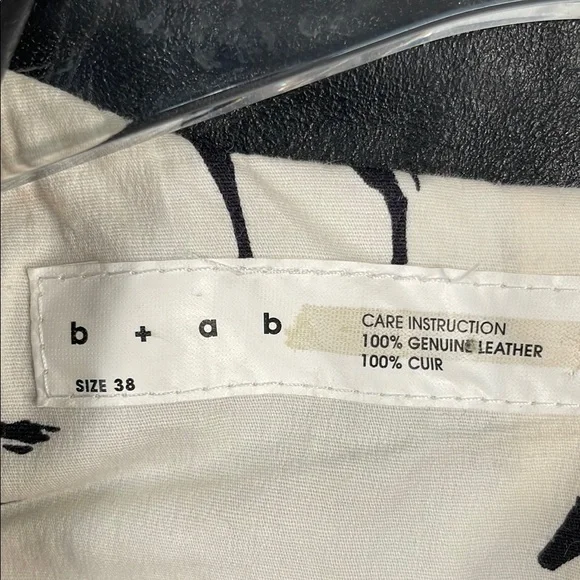 b + a b
SIZE 38
CARE INSTRUCTION
100% GENUINE LEATHER
100% CUIR